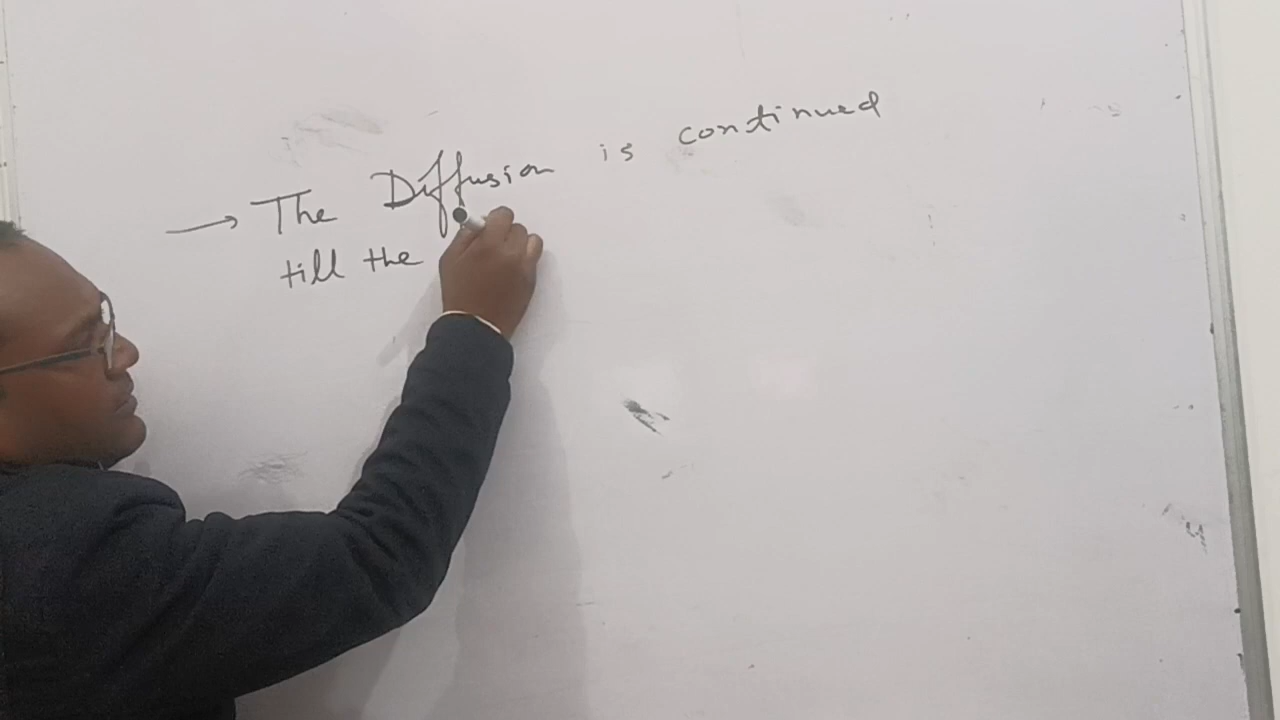 → The Diffusion is continued
till the